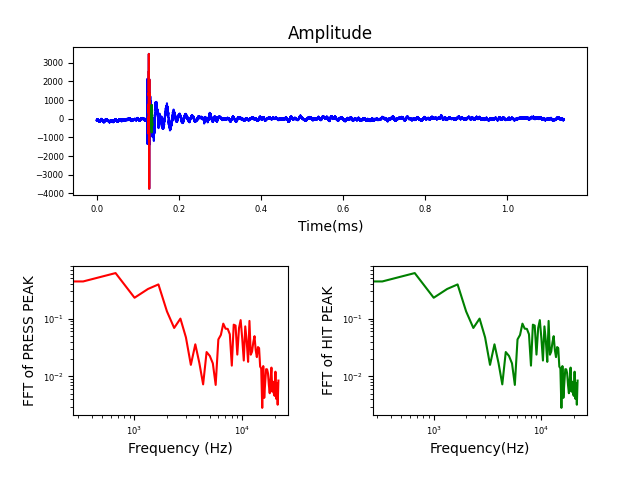 Amplitude
3000
2000
1000
0
−1000
−2000
−3000
−4000
0.0 0.2 0.4 0.6 0.8 1.0
Time(ms)
FFT of PRESS PEAK
10⁻¹
10⁻²
10³ 10⁴
Frequency (Hz)
FFT of HIT PEAK
10⁻¹
10⁻²
10³ 10⁴
Frequency(Hz)